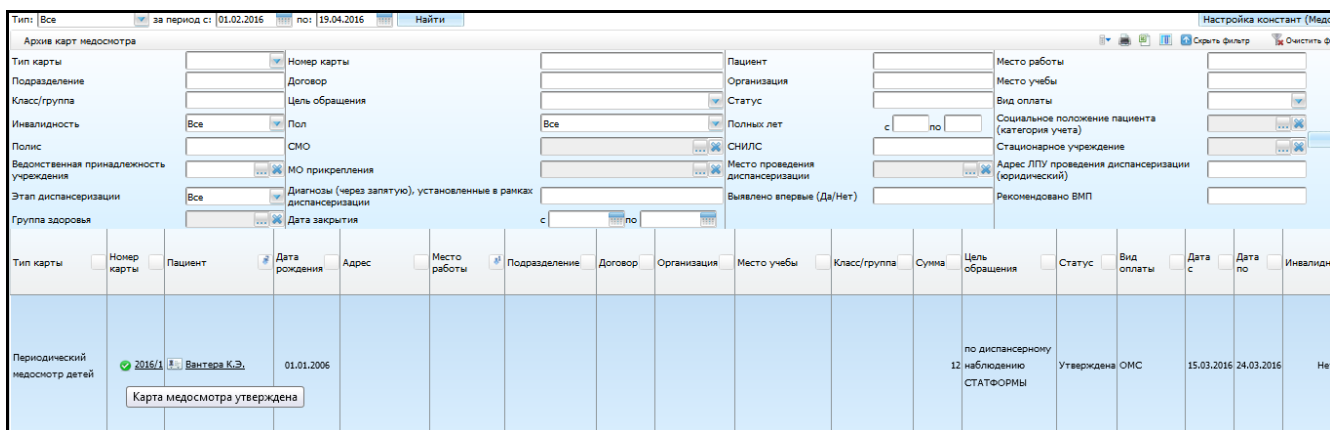 Тип: Все за период с: 01.02.2016 по: 19.04.2016 Найти Настройка констант (Медо
Архив карт медосмотра Скрыть фильтр Очистить ф
Тип карты Номер карты Пациент Место работы
Подразделение Договор Организация Место учебы
Класс/группа Цель обращения Статус Вид оплаты
Инвалидность Все Пол Все Полных лет с по Социальное положение пациента
(категория учета)
Полис СМО СНИЛС Стационарное учреждение
Ведомственная принадлежность
учреждения
МО прикрепления
Место проведения
диспансеризации
Адрес ЛПУ проведения диспансеризации
(юридический)
Этап диспансеризации Все
Диагнозы (через запятую), установленные в рамках
диспансеризации
Выявлено впервые (Да/Нет) Рекомендовано ВМП
Группа здоровья Дата закрытия с по
Тип карты Номер карты Пациент Дата рождения Адрес Место работы Подразделение Договор Организация Место учебы Класс/группа Сумма Цель обращения Статус Вид оплаты Дата с Дата по Инвалидн
Периодический
медосмотр детей
2016/1 Вантера К.Э. 01.01.2006 12
по диспансерному
наблюдению
СТАТФОРМЫ
Утверждена ОМС 15.03.2016 24.03.2016 Не
Карта медосмотра утверждена